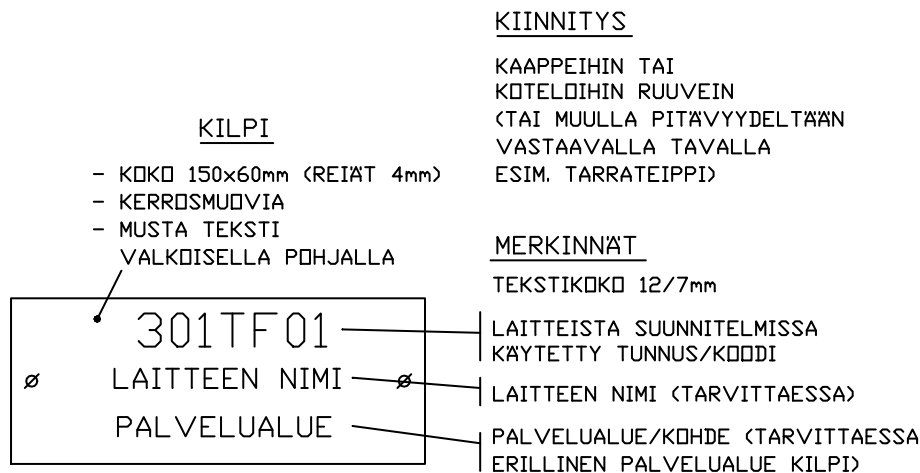 KIINNITYS
KAAPPEIHIN TAI
KOTELOIHIN RUUVEIN
(TAI MUULLA PITÄVYYDELTÄÄN
VASTAAVALLA TAVALLA
ESIM. TARRATEIPPI)
KILPI
- KOKO 150x60mm (REIÄT 4mm)
- KERROSMUOVIA
- MUSTA TEKSTI
VALKOISELLA POHJALLA
MERKINNÄT
TEKSTIKOKO 12/7mm
301TF01
LAITTEISTA SUUNNITELMISSA
KÄYTETTY TUNNUS/KOODI
LAITTEEN NIMI
LAITTEEN NIMI (TARVITTAESSA)
PALVELUALUE
PALVELUALUE/KOHDE (TARVITTAESSA
ERILLINEN PALVELUALUE KILPI)